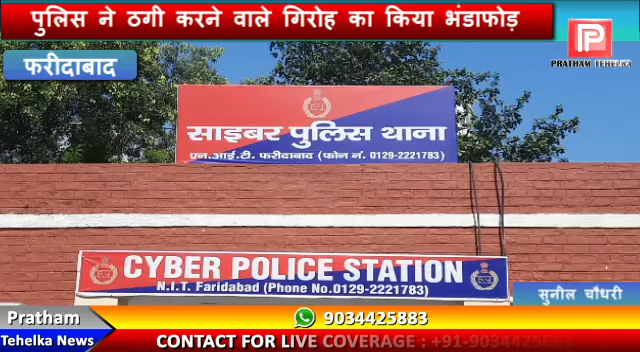 पुलिस ने ठगी करने वाले गिरोह का किया भंडाफोड़
P
PRATHAM TEHELKA
फरीदाबाद
साइबर पुलिस थाना
एन.आई.टी. फरीदाबाद (फोन नं. 0129-2221783)
CYBER POLICE STATION
N.I.T. Faridabad (Phone No.0129-2221783)
सुनील चौधरी
Pratham
Tehelka News
9034425883
CONTACT FOR LIVE COVERAGE : +91-9034425883